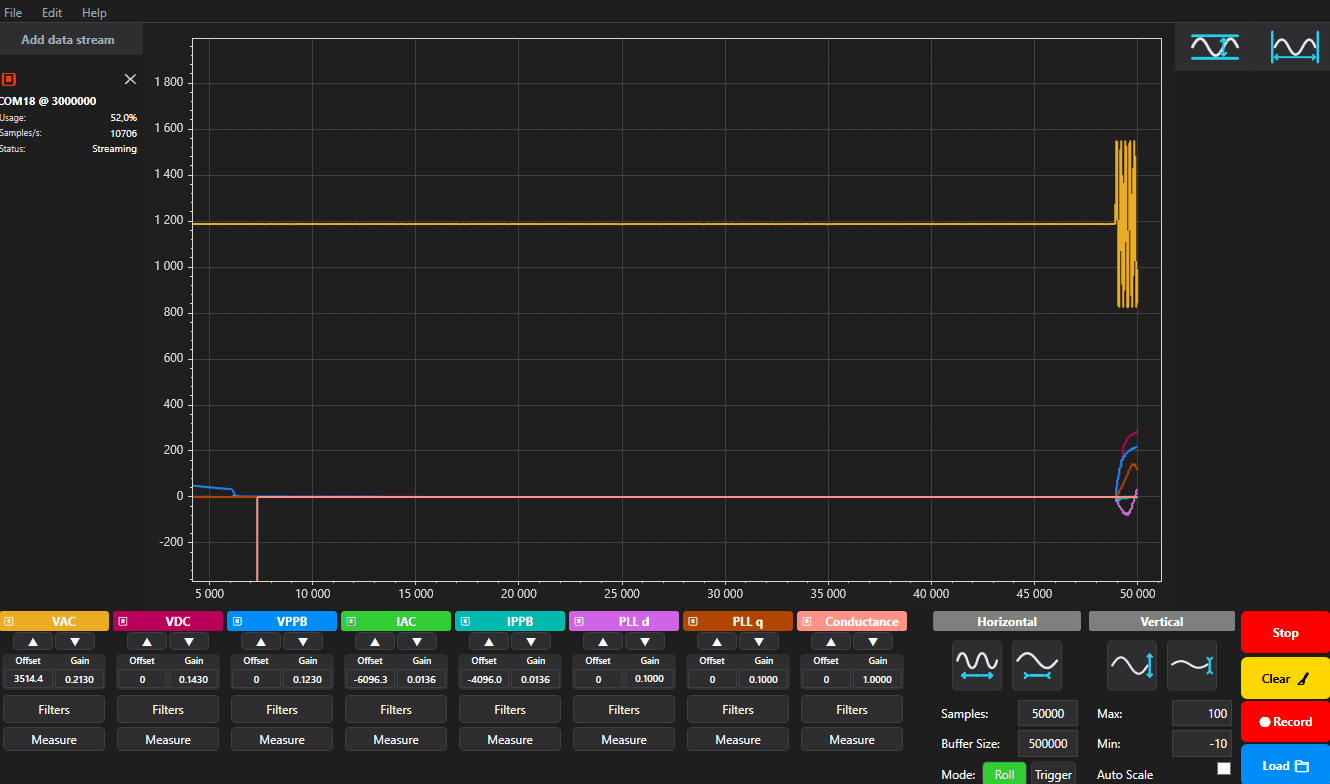 File Edit Help
Add data stream
COM18 @ 3000000
Usage: 52,0%
Samples/s: 10706
Status: Streaming
1 800
1 600
1 400
1 200
1 000
800
600
400
200
0
-200
5 000 10 000 15 000 20 000 25 000 30 000 35 000 40 000 45 000 50 000
VAC VDC VPPB IAC IPPB PLL d PLL q Conductance
Offset Gain Offset Gain Offset Gain Offset Gain Offset Gain Offset Gain Offset Gain Offset Gain
3514.4 0.2130 0 0.1430 0 0.1230 -6096.3 0.0136 -4096.0 0.0136 0 0.1000 0 0.1000 0 1.0000
Filters Filters Filters Filters Filters Filters Filters Filters
Measure Measure Measure Measure Measure Measure Measure Measure
Horizontal Vertical
Samples: 50000 Max: 100
Buffer Size: 500000 Min: -10
Mode: Roll Trigger Auto Scale
Stop
Clear
Record
Load